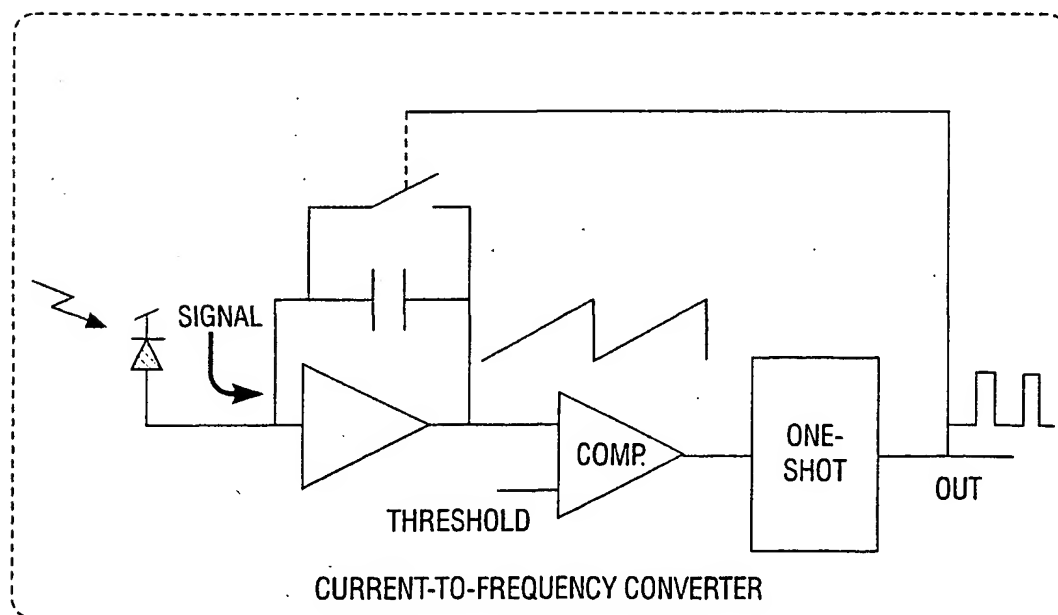 SIGNAL
COMP.
THRESHOLD
ONE-
SHOT
OUT
CURRENT-TO-FREQUENCY CONVERTER